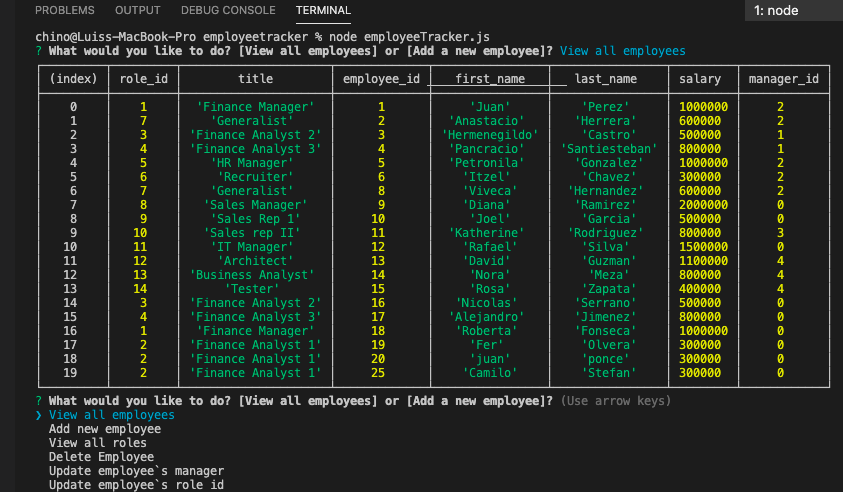 PROBLEMS OUTPUT DEBUG CONSOLE TERMINAL 1: node
chino@Luiss-MacBook-Pro employeetracker % node employeeTracker.js
? What would you like to do? [View all employees] or [Add a new employee]? View all employees
(index) role_id title employee_id first_name last_name salary manager_id
0 1 'Finance Manager' 1 'Juan' 'Perez' 1000000 2
1 7 'Generalist' 2 'Anastacio' 'Herrera' 600000 2
2 3 'Finance Analyst 2' 3 'Hermenegildo' 'Castro' 500000 1
3 4 'Finance Analyst 3' 4 'Pancracio' 'Santiesteban' 800000 1
4 5 'HR Manager' 5 'Petronila' 'Gonzalez' 1000000 2
5 6 'Recruiter' 6 'Itzel' 'Chavez' 300000 2
6 7 'Generalist' 8 'Viveca' 'Hernandez' 600000 2
7 8 'Sales Manager' 9 'Diana' 'Ramirez' 2000000 0
8 9 'Sales Rep 1' 10 'Joel' 'Garcia' 500000 0
9 10 'Sales rep II' 11 'Katherine' 'Rodriguez' 800000 3
10 11 'IT Manager' 12 'Rafael' 'Silva' 1500000 0
11 12 'Architect' 13 'David' 'Guzman' 1100000 4
12 13 'Business Analyst' 14 'Nora' 'Meza' 800000 4
13 14 'Tester' 15 'Rosa' 'Zapata' 400000 4
14 3 'Finance Analyst 2' 16 'Nicolas' 'Serrano' 500000 0
15 4 'Finance Analyst 3' 17 'Alejandro' 'Jimenez' 800000 0
16 1 'Finance Manager' 18 'Roberta' 'Fonseca' 1000000 0
17 2 'Finance Analyst 1' 19 'Fer' 'Olvera' 300000 0
18 2 'Finance Analyst 1' 20 'juan' 'ponce' 300000 0
19 2 'Finance Analyst 1' 25 'Camilo' 'Stefan' 300000 0
? What would you like to do? [View all employees] or [Add a new employee]? (Use arrow keys)
❯ View all employees
Add new employee
View all roles
Delete Employee
Update employee`s manager
Update employee`s role id